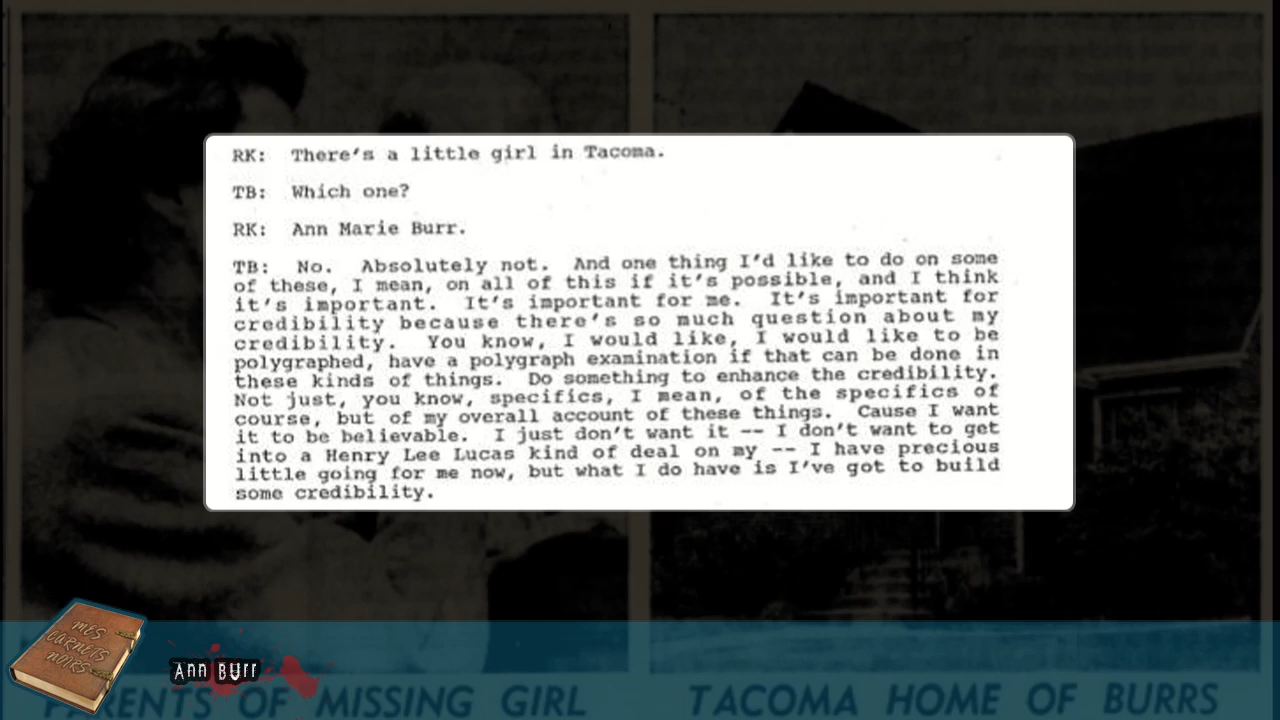 RK: There's a little girl in Tacoma.
TB: Which one?
RK: Ann Marie Burr.
TB: No. Absolutely not. And one thing I'd like to do on some
of these, I mean, on all of this if it's possible, and I think
it's important. It's important for me. It's important for
credibility because there's so much question about my
credibility. You know, I would like, I would like to be
polygraphed, have a polygraph examination if that can be done in
these kinds of things. Do something to enhance the credibility.
Not just, you know, specifics, I mean, of the specifics of
course, but of my overall account of these things. Cause I want
it to be believable. I just don't want it -- I don't want to get
into a Henry Lee Lucas kind of deal on my -- I have precious
little going for me now, but what I do have is I've got to build
some credibility.
MES
CARNETS
NOIRS
Ann Burr
PARENTS OF MISSING GIRL
TACOMA HOME OF BURRS